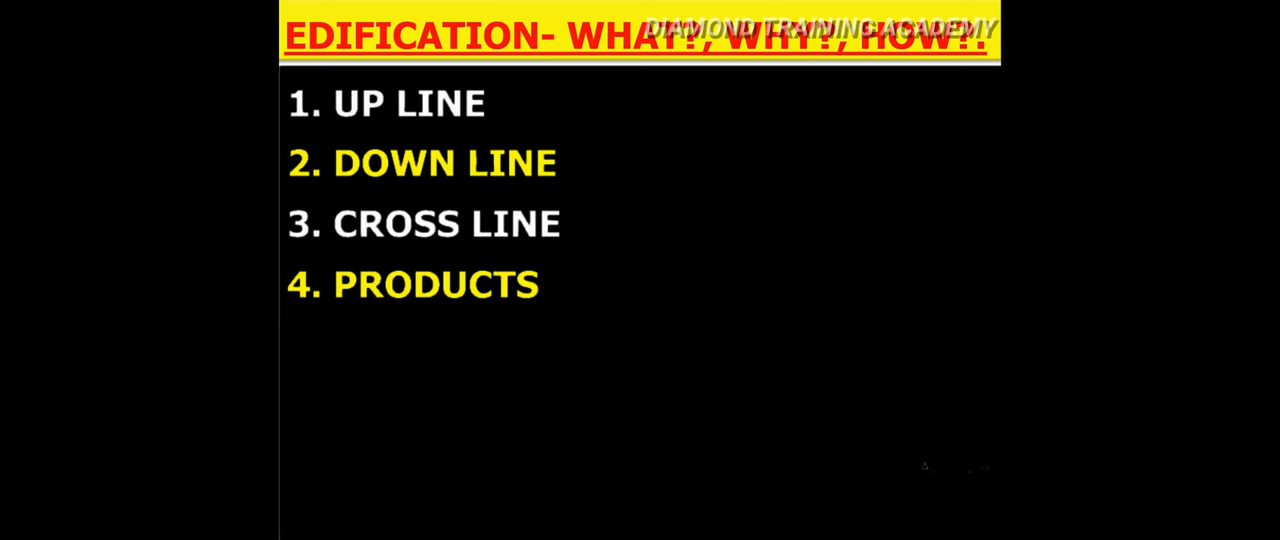 EDIFICATION- WHAT?, WHY?, HOW?.
DIAMOND TRAINING ACADEMY
1. UP LINE
2. DOWN LINE
3. CROSS LINE
4. PRODUCTS